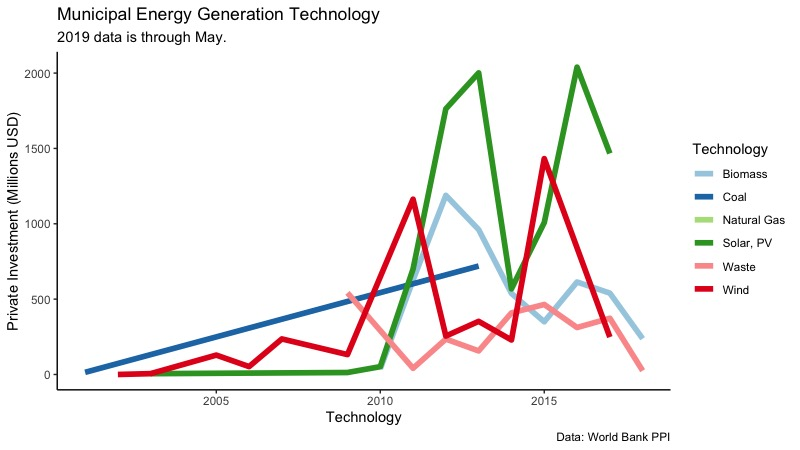 Municipal Energy Generation Technology
2019 data is through May.
Private Investment (Millions USD)
2000
1500
1000
500
0
2005
2010
2015
Technology
Technology
Biomass
Coal
Natural Gas
Solar, PV
Waste
Wind
Data: World Bank PPI